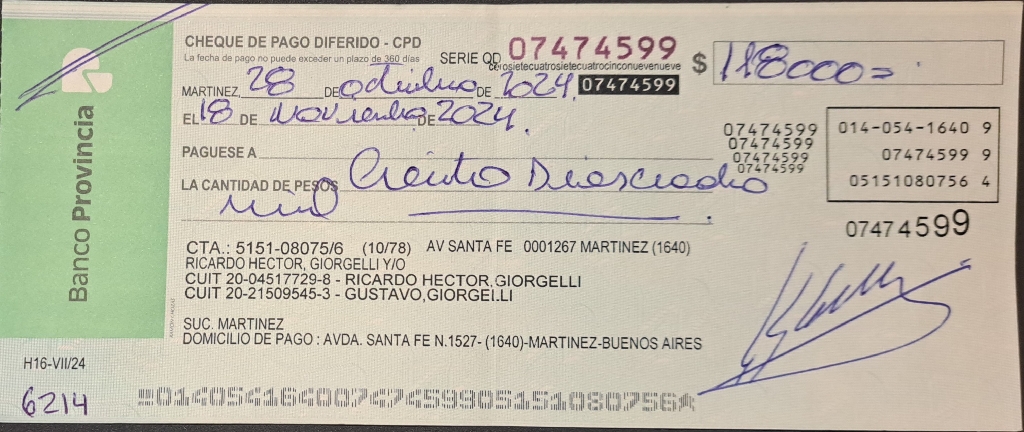 CHEQUE DE PAGO DIFERIDO - CPD
La fecha de pago no puede exceder un plazo de 360 días
SERIE QD 07474599
cerosietecuatrosietecuatrocinconuevenueve
$ 118000=
MARTINEZ, 28 DE octubre DE 2024. 07474599
EL 18 DE noviembre DE 2024.
PAGUESE A
07474599
07474599
07474599
07474599
014-054-1640 9
07474599 9
05151080756 4
LA CANTIDAD DE PESOS Ciento Dieciocho
mil
07474599
CTA.: 5151-08075/6 (10/78) AV SANTA FE 0001267 MARTINEZ (1640)
RICARDO HECTOR, GIORGELLI Y/O
CUIT 20-04517729-8 - RICARDO HECTOR,GIORGELLI
CUIT 20-21509545-3 - GUSTAVO,GIORGELLI
SUC. MARTINEZ
DOMICILIO DE PAGO : AVDA. SANTA FE N.1527- (1640)-MARTINEZ-BUENOS AIRES
Banco Provincia
H16-VII/24
6214
01405416400747459905151080756